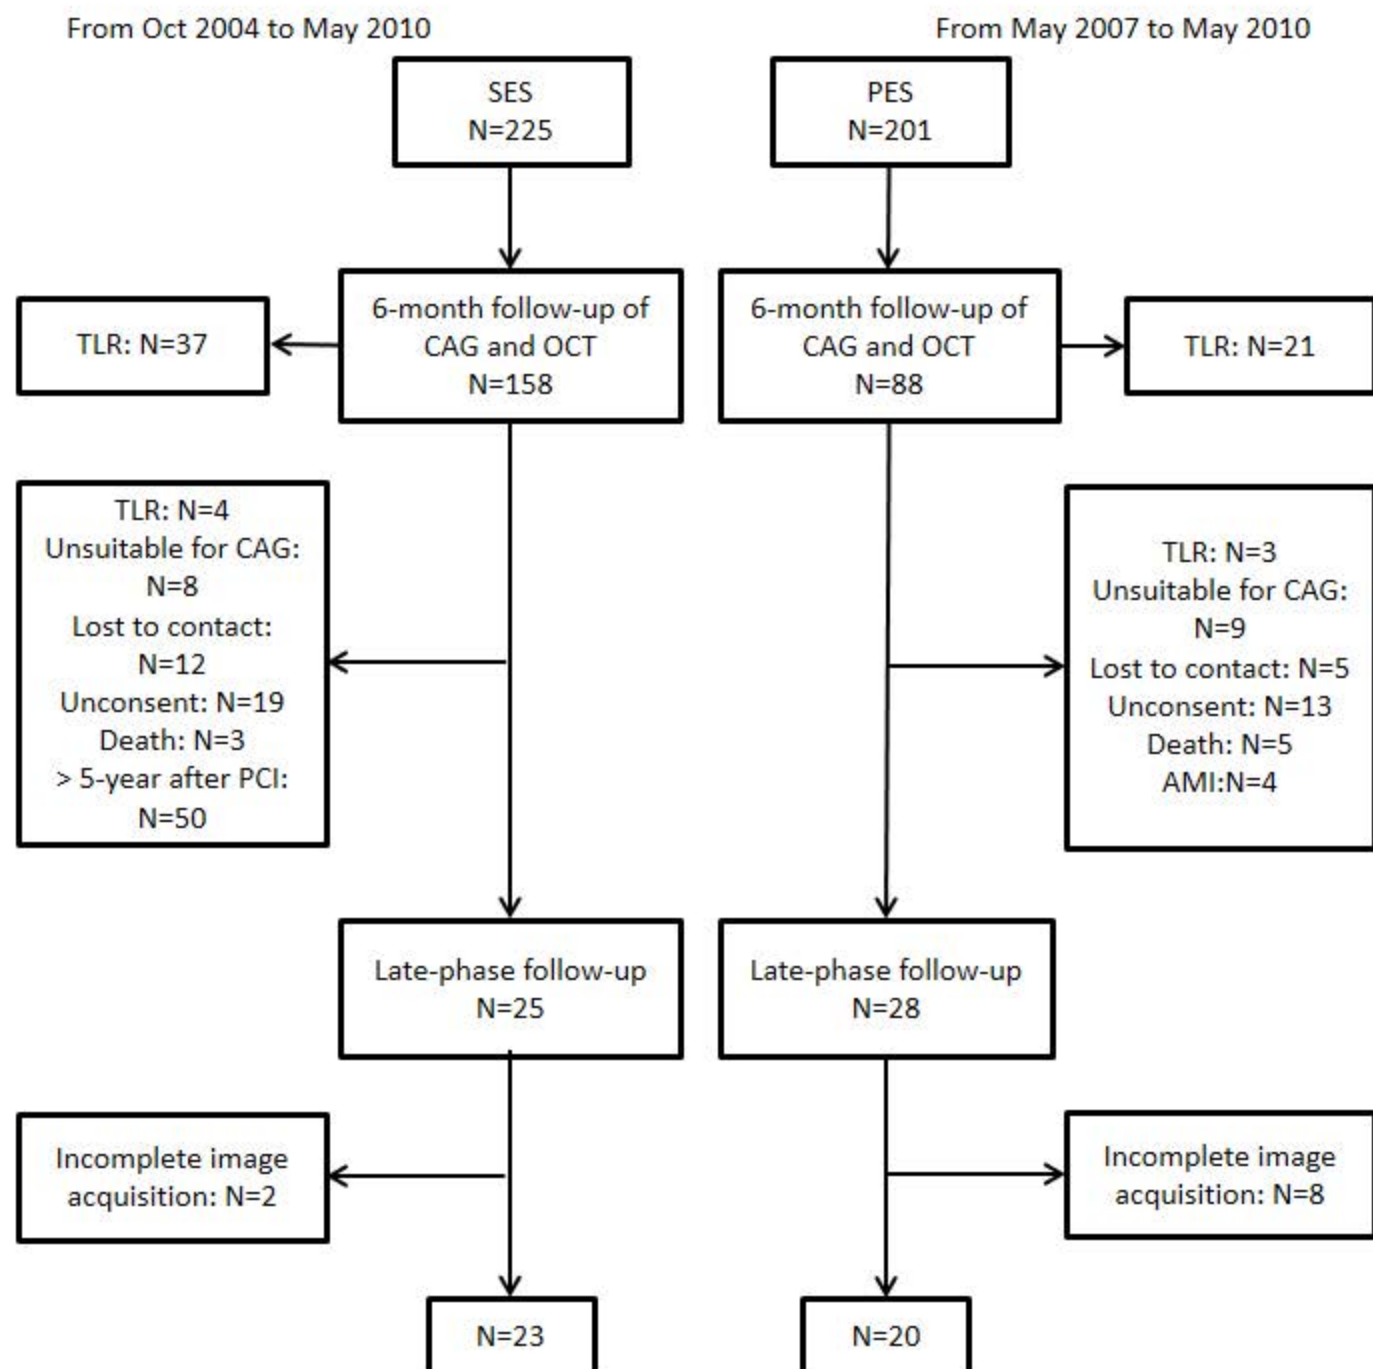 From Oct 2004 to May 2010
From May 2007 to May 2010
SES
N=225
PES
N=201
TLR: N=37
6-month follow-up of
CAG and OCT
N=158
6-month follow-up of
CAG and OCT
N=88
TLR: N=21
TLR: N=4
Unsuitable for CAG:
N=8
Lost to contact:
N=12
Unconsent: N=19
Death: N=3
> 5-year after PCI:
N=50
TLR: N=3
Unsuitable for CAG:
N=9
Lost to contact: N=5
Unconsent: N=13
Death: N=5
AMI:N=4
Late-phase follow-up
N=25
Late-phase follow-up
N=28
Incomplete image
acquisition: N=2
Incomplete image
acquisition: N=8
N=23
N=20